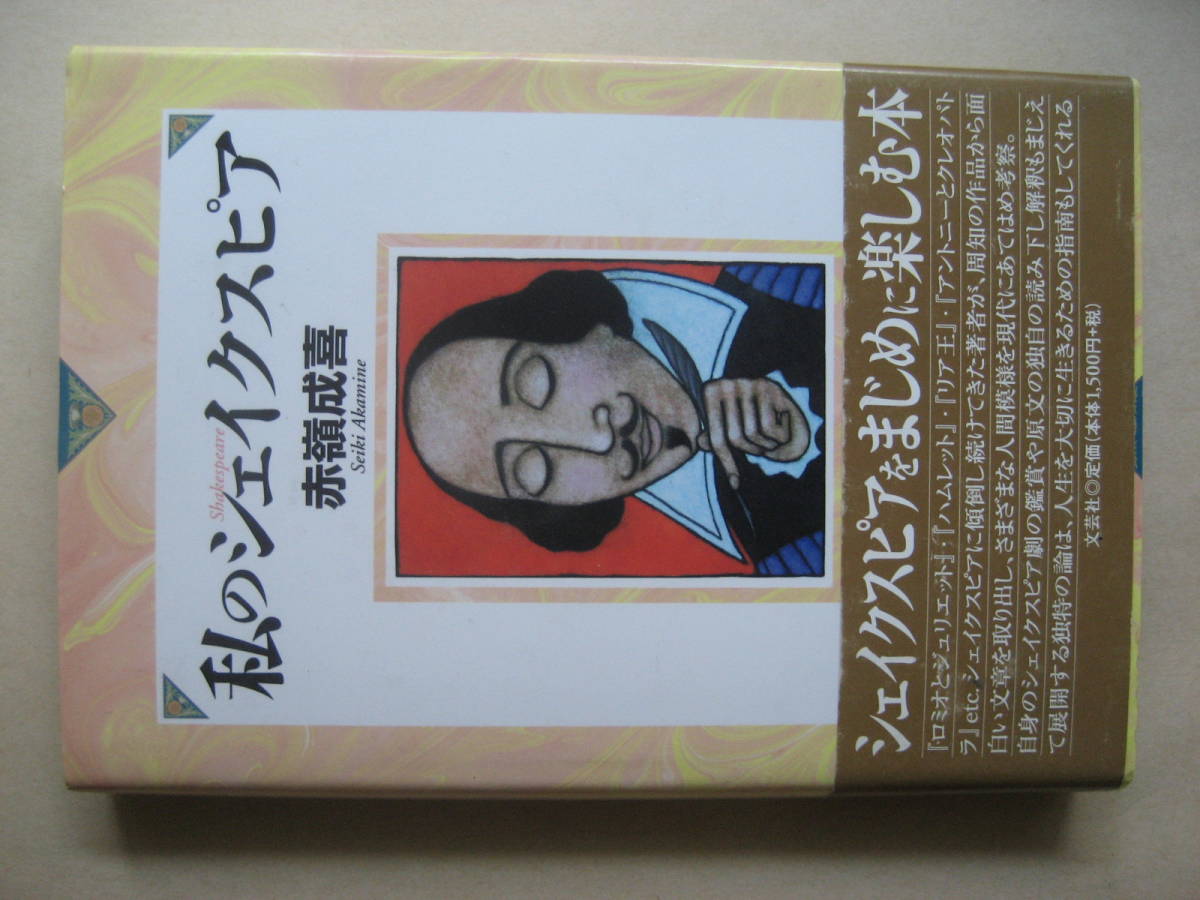 私のシェイクスピア
Shakespeare
赤嶺成喜
Seiki Akamine
シェイクスピアをまじめに楽しむ本
『ロミオとジュリエット』・『ハムレット』・『リア王』・『アントニーとクレオパト
ラ』etc.シェイクスピアに傾倒し続けてきた著者が、周知の作品から面
白い文章を取り出し、さまざまな人間模様を現代にあてはめ考察。
自身のシェイクスピア劇の鑑賞や原文の独自の読み下し解釈もまじえ
て展開する独特の論は、人生を大切に生きるための指南もしてくれる
文芸社◎定価(本体1,500円+税)